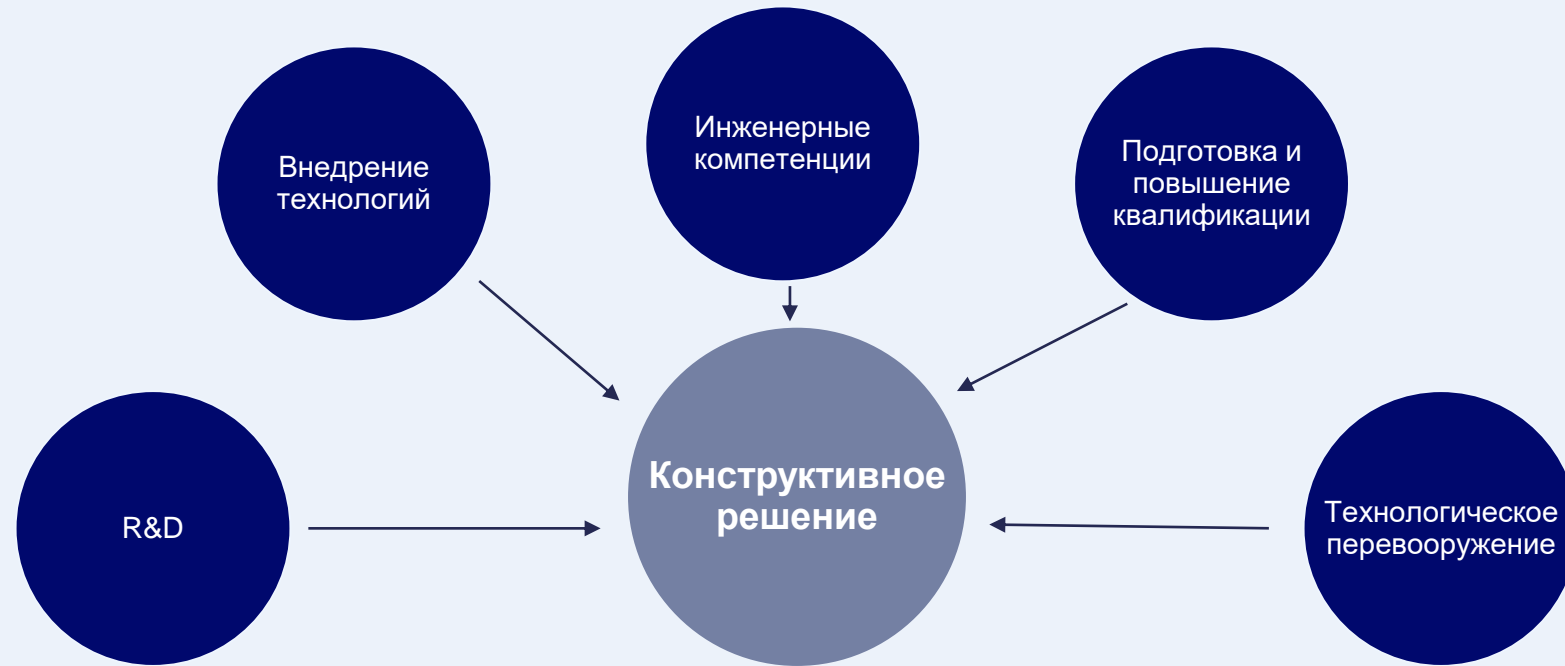 Инженерные
компетенции
Внедрение
технологий
Подготовка и
повышение
квалификации
Конструктивное
решение
R&D
Технологическое
перевооружение